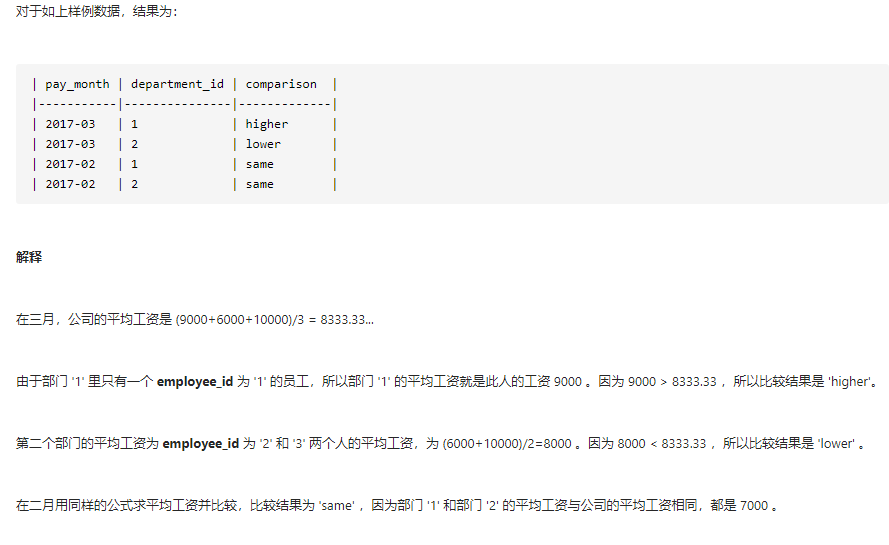 对于如上样例数据，结果为：
| pay_month | department_id | comparison  |
|-----------|---------------|-------------|
| 2017-03   | 1             | higher      |
| 2017-03   | 2             | lower       |
| 2017-02   | 1             | same        |
| 2017-02   | 2             | same        |
解释
在三月，公司的平均工资是 (9000+6000+10000)/3 = 8333.33...
由于部门 '1' 里只有一个 employee_id 为 '1' 的员工，所以部门 '1' 的平均工资就是此人的工资 9000 。因为 9000 > 8333.33 ，所以比较结果是 'higher'。
第二个部门的平均工资为 employee_id 为 '2' 和 '3' 两个人的平均工资，为 (6000+10000)/2=8000 。因为 8000 < 8333.33 ，所以比较结果是 'lower' 。
在二月用同样的公式求平均工资并比较，比较结果为 'same' ，因为部门 '1' 和部门 '2' 的平均工资与公司的平均工资相同，都是 7000 。